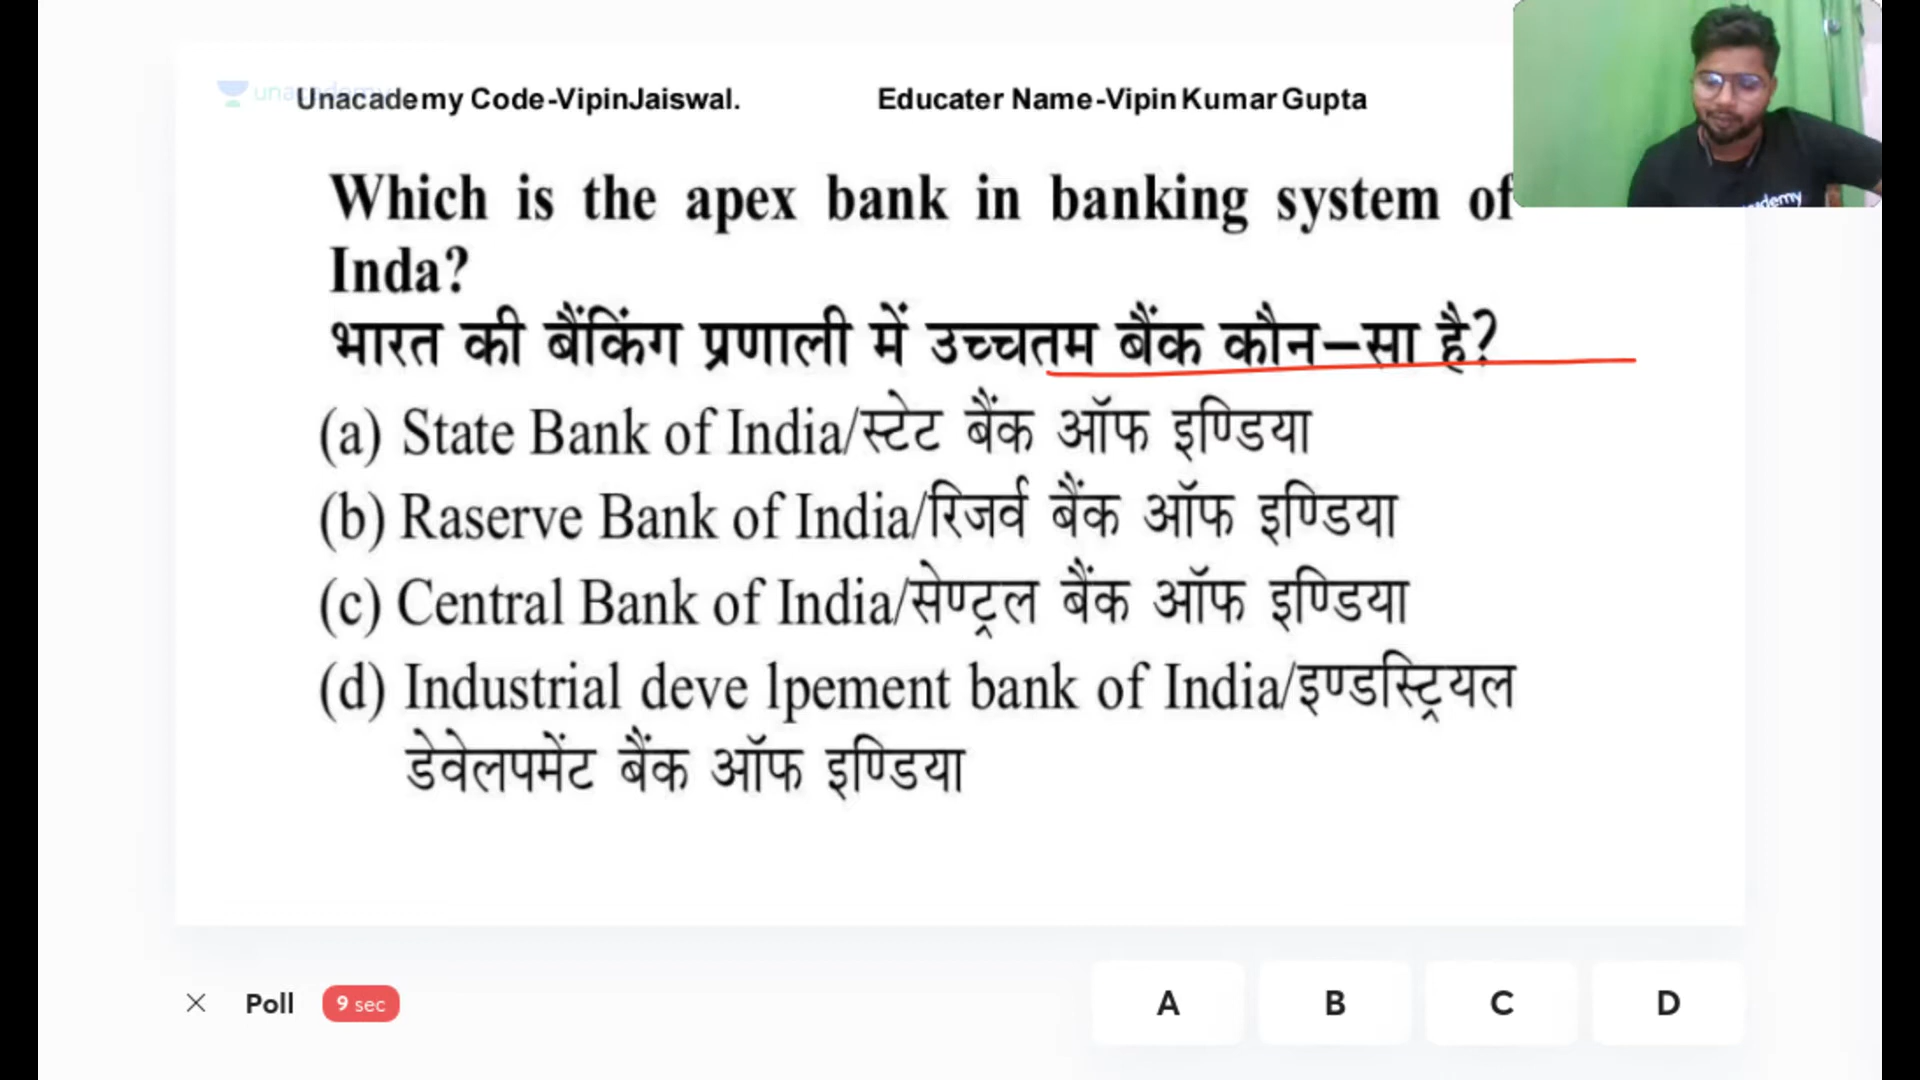 unacademy
Unacademy Code-VipinJaiswal. Educater Name-Vipin Kumar Gupta
Which is the apex bank in banking system of
Inda?
भारत की बैंकिंग प्रणाली में उच्चतम बैंक कौन–सा है?
(a) State Bank of India/स्टेट बैंक ऑफ इण्डिया
(b) Raserve Bank of India/रिजर्व बैंक ऑफ इण्डिया
(c) Central Bank of India/सेण्ट्रल बैंक ऑफ इण्डिया
(d) Industrial deve lpement bank of India/इण्डस्ट्रियल
डेवेलपमेंट बैंक ऑफ इण्डिया
Poll 9 sec A B C D